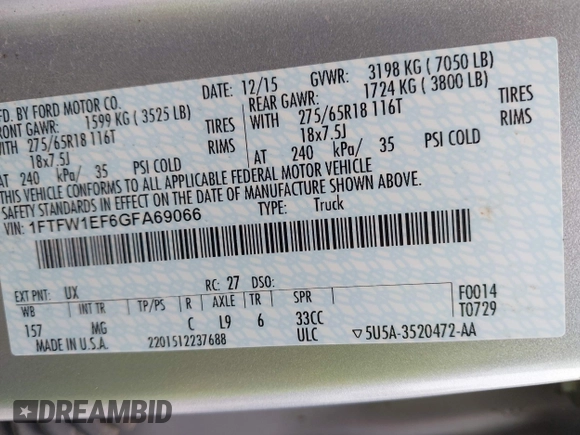 FD. BY FORD MOTOR CO.
DATE: 12/15 GVWR: 3198 KG ( 7050 LB)
FRONT GAWR: 1599 KG ( 3525 LB)
REAR GAWR: 1724 KG ( 3800 LB)
WITH 275/65R18 116T TIRES
WITH 275/65R18 116T TIRES
18x7.5J RIMS
18x7.5J RIMS
AT 240 kPa/ 35 PSI COLD
AT 240 kPa/ 35 PSI COLD
THIS VEHICLE CONFORMS TO ALL APPLICABLE FEDERAL MOTOR VEHICLE
SAFETY STANDARDS IN EFFECT ON THE DATE OF MANUFACTURE SHOWN ABOVE.
VIN: 1FTFW1EF6GFA69066 TYPE: Truck
EXT PNT: UX RC: 27 DSO:
WB INT TR TP/PS R AXLE TR SPR
157 MG C L9 6 33CC
F0014
T0729
MADE IN U.S.A. 2201512237688 ULC ▽5U5A-3520472-AA
DREAMBID